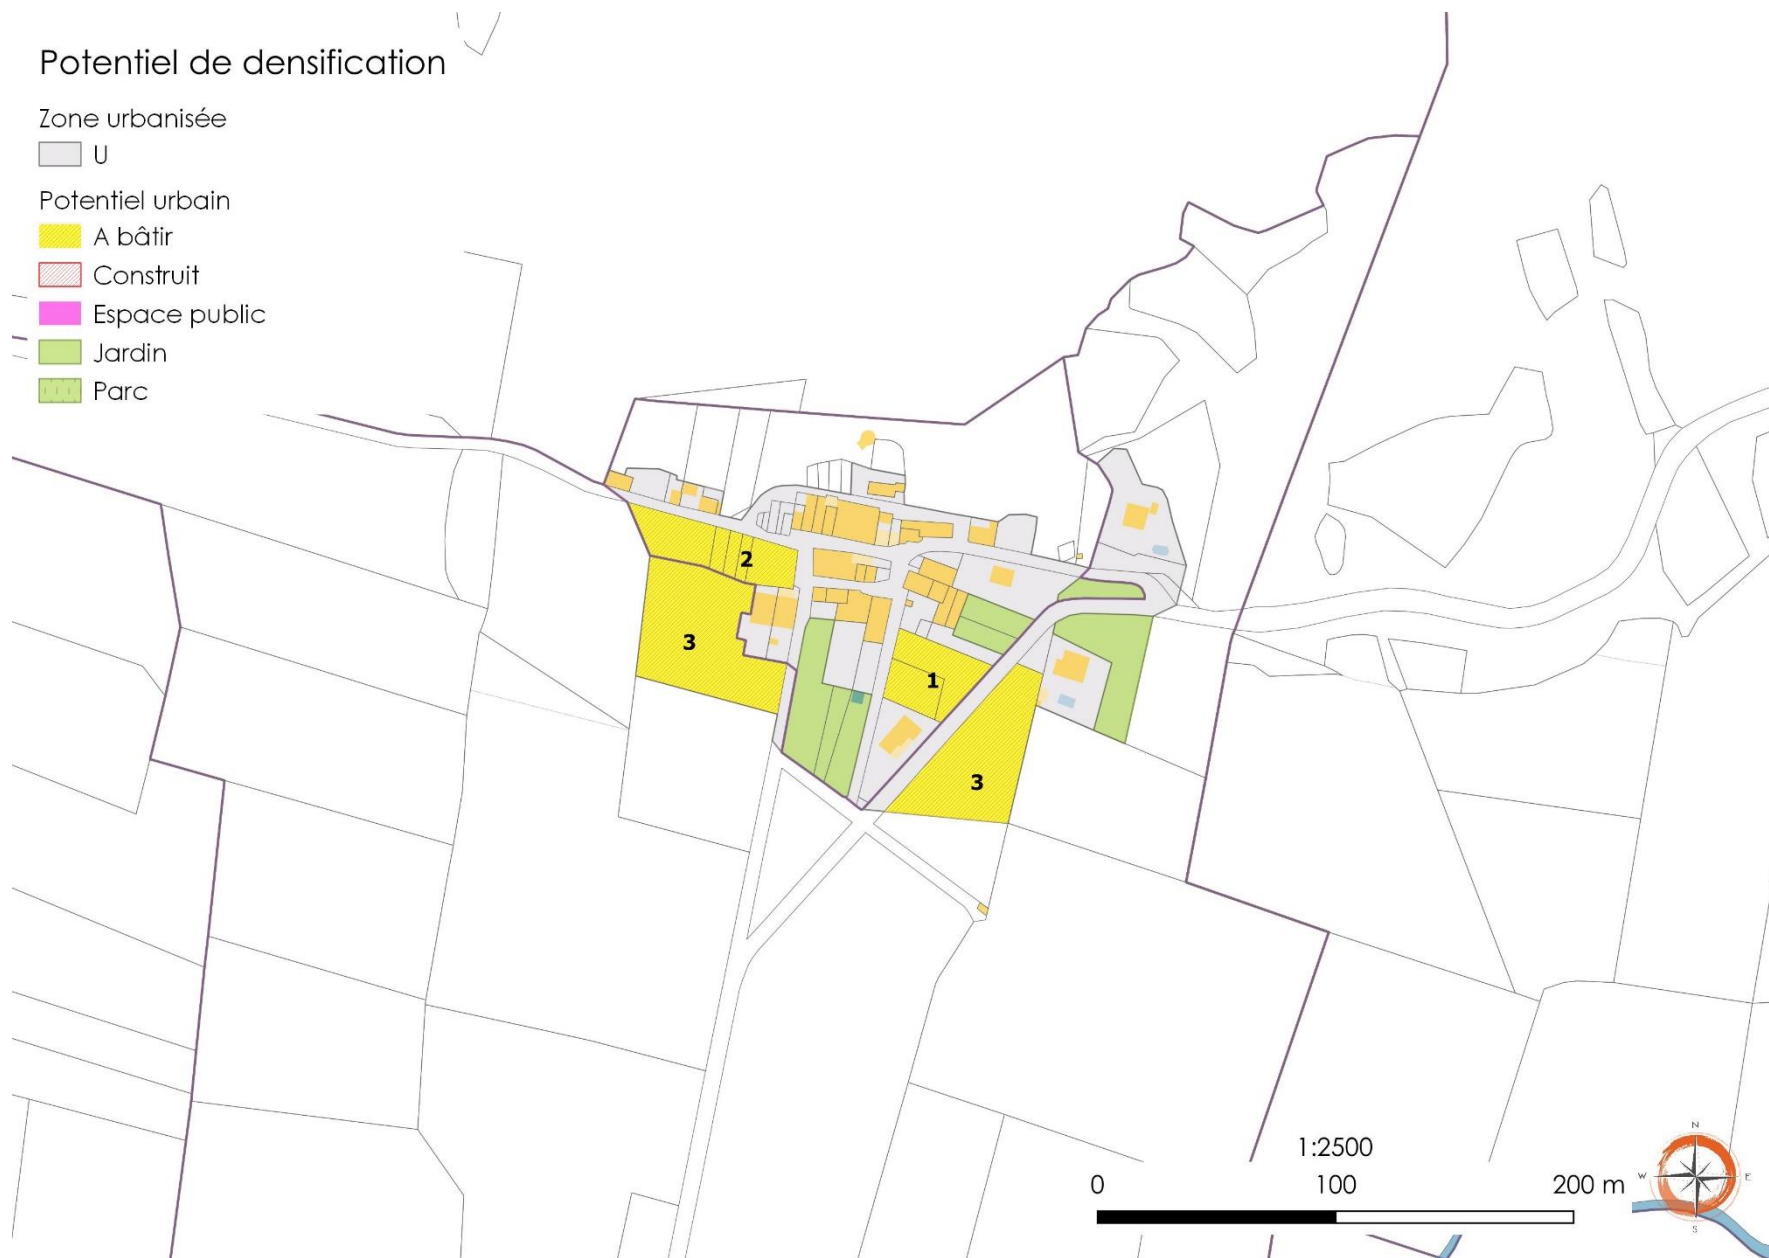 Potentiel de densification
Zone urbanisée
U
Potentiel urbain
A bâtir
Construit
Espace public
Jardin
Parc
2
3
1
3
1:2500
0 100 200 m
N
W E
S